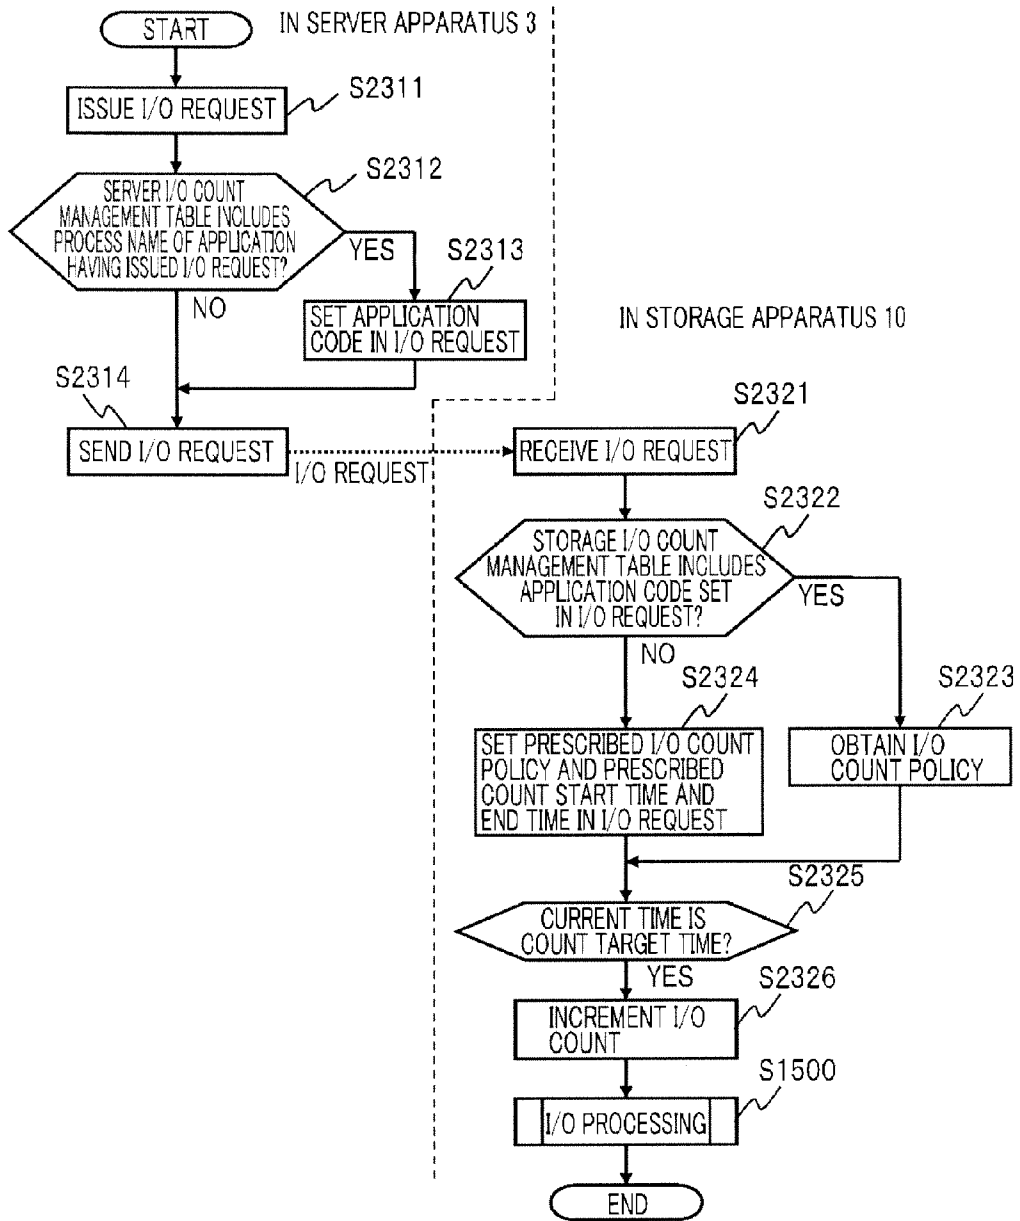 START
IN SERVER APPARATUS 3
ISSUE I/O REQUEST
S2311
SERVER I/O COUNT
MANAGEMENT TABLE INCLUDES
PROCESS NAME OF APPLICATION
HAVING ISSUED I/O REQUEST?
S2312
YES
NO
S2313
SET APPLICATION
CODE IN I/O REQUEST
IN STORAGE APPARATUS 10
S2314
SEND I/O REQUEST
I/O REQUEST
S2321
RECEIVE I/O REQUEST
S2322
STORAGE I/O COUNT
MANAGEMENT TABLE INCLUDES
APPLICATION CODE SET
IN I/O REQUEST?
YES
NO
S2324
SET PRESCRIBED I/O COUNT
POLICY AND PRESCRIBED
COUNT START TIME AND
END TIME IN I/O REQUEST
S2323
OBTAIN I/O
COUNT POLICY
S2325
CURRENT TIME IS
COUNT TARGET TIME?
YES
S2326
INCREMENT I/O
COUNT
S1500
I/O PROCESSING
END